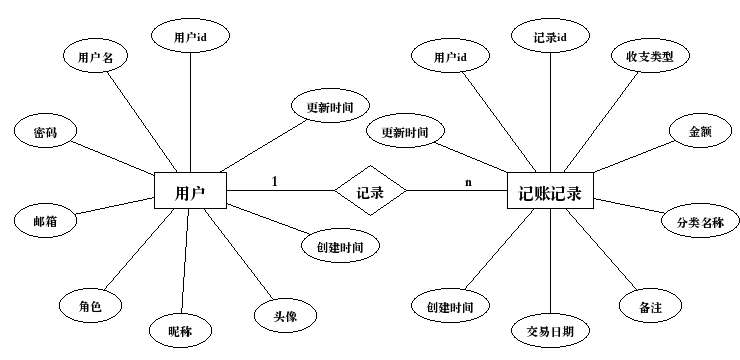 用户id
记录id
用户名
用户id
收支类型
更新时间
密码
更新时间
金额
用户
1
记录
n
记账记录
邮箱
分类名称
创建时间
角色
创建时间
备注
头像
昵称
交易日期